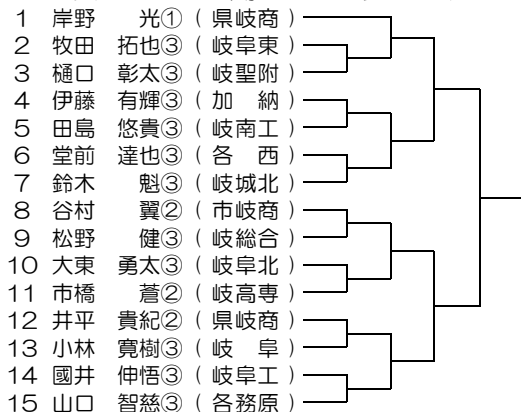 1 岸野 光① ( 県岐商 )
2 牧田 拓也③ ( 岐阜東 )
3 樋口 彰太③ ( 岐聖附 )
4 伊藤 有輝③ ( 加 納 )
5 田島 悠貴③ ( 岐南工 )
6 堂前 達也③ ( 各 西 )
7 鈴木 魁③ ( 岐城北 )
8 谷村 翼② ( 市岐商 )
9 松野 健③ ( 岐総合 )
10 大東 勇太③ ( 岐阜北 )
11 市橋 蒼② ( 岐高専 )
12 井平 貴紀② ( 県岐商 )
13 小林 寛樹③ ( 岐 阜 )
14 國井 伸悟③ ( 岐阜工 )
15 山口 智慈③ ( 各務原 )